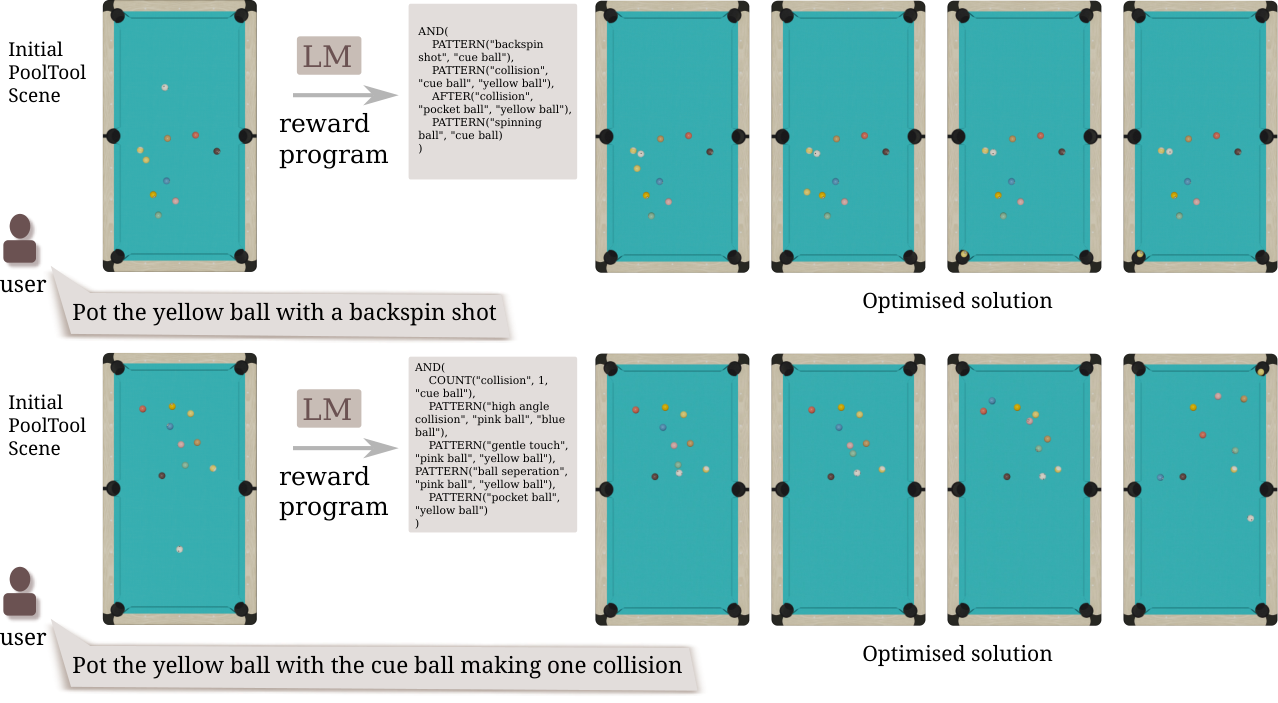 Initial
PoolTool
Scene
LM
reward
program
AND(
PATTERN("backspin
shot", "cue ball"),
PATTERN("collision",
"cue ball", "yellow ball"),
AFTER("collision",
"pocket ball", "yellow ball"),
PATTERN("spinning
ball", "cue ball)
)
user
Pot the yellow ball with a backspin shot
Optimised solution
Initial
PoolTool
Scene
LM
reward
program
AND(
COUNT("collision", 1,
"cue ball"),
PATTERN("high angle
collision", "pink ball", "blue
ball"),
PATTERN("gentle touch",
"pink ball", "yellow ball"),
PATTERN("ball seperation",
"pink ball", "yellow ball"),
PATTERN("pocket ball",
"yellow ball")
)
user
Pot the yellow ball with the cue ball making one collision
Optimised solution